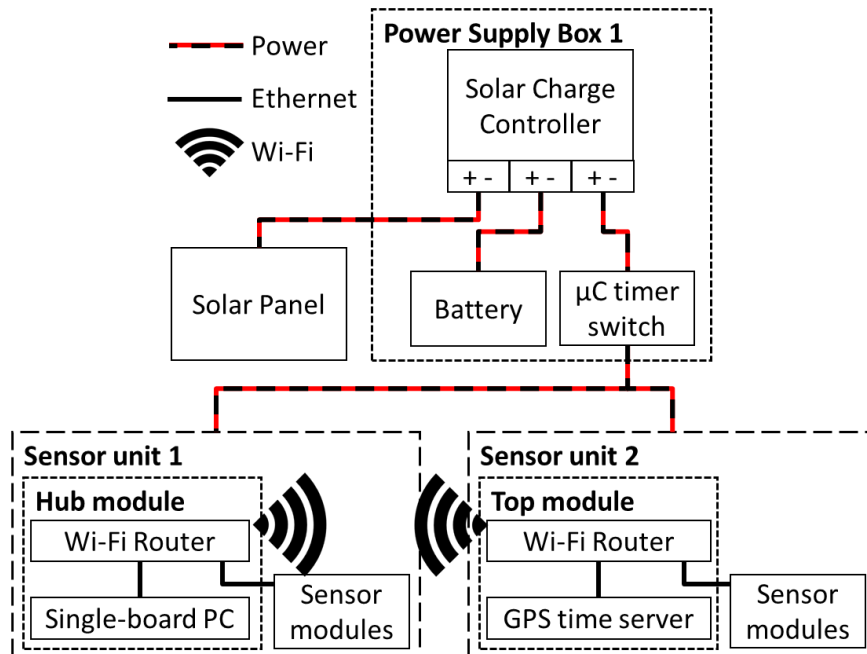 Power
Ethernet
Wi-Fi
Power Supply Box 1
Solar Charge
Controller
+ - + - + -
Solar Panel
Battery
µC timer
switch
Sensor unit 1
Hub module
Wi-Fi Router
Single-board PC
Sensor
modules
Sensor unit 2
Top module
Wi-Fi Router
GPS time server
Sensor
modules